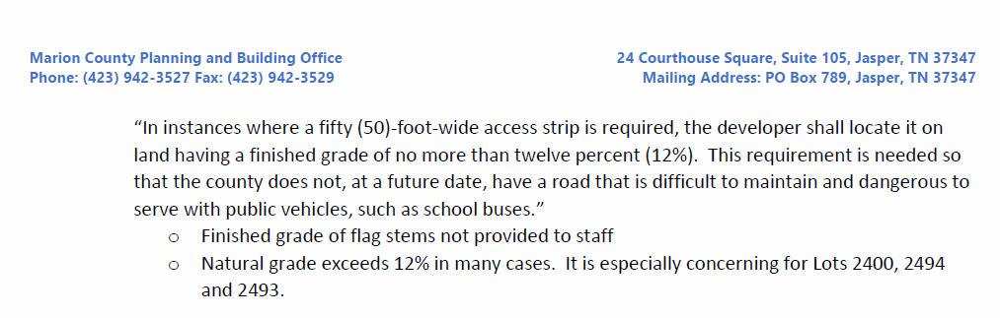 Marion County Planning and Building Office
Phone: (423) 942-3527 Fax: (423) 942-3529
24 Courthouse Square, Suite 105, Jasper, TN 37347
Mailing Address: PO Box 789, Jasper, TN 37347
“In instances where a fifty (50)-foot-wide access strip is required, the developer shall locate it on
land having a finished grade of no more than twelve percent (12%).  This requirement is needed so
that the county does not, at a future date, have a road that is difficult to maintain and dangerous to
serve with public vehicles, such as school buses.”
o Finished grade of flag stems not provided to staff
o Natural grade exceeds 12% in many cases.  It is especially concerning for Lots 2400, 2494
and 2493.